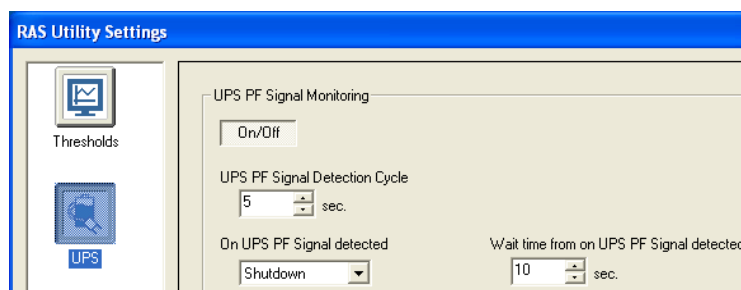 RAS Utility Settings
UPS PF Signal Monitoring
On/Off
Thresholds
UPS PF Signal Detection Cycle
5 sec.
On UPS PF Signal detected Wait time from on UPS PF Signal detected
UPS
Shutdown 10 sec.